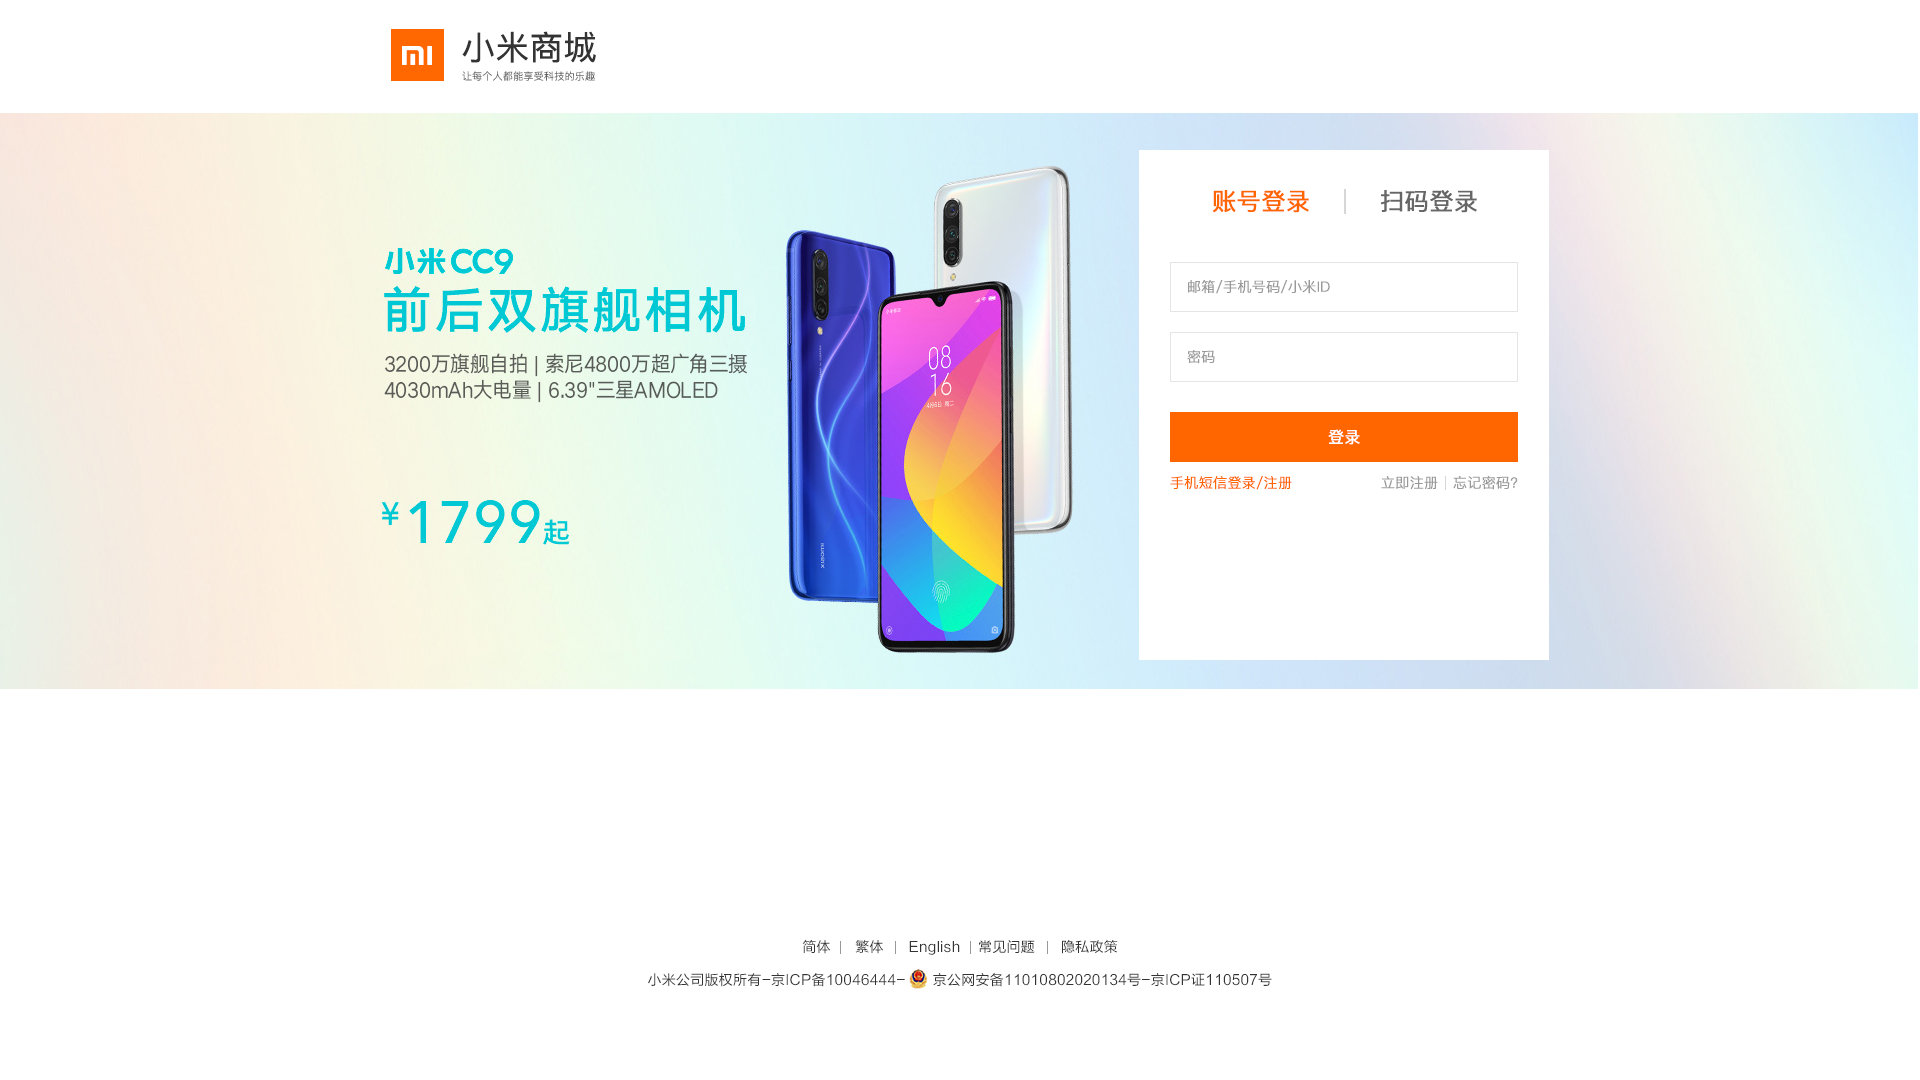 小米商城
让每个人都能享受科技的乐趣
小米CC9
前后双旗舰相机
3200万旗舰自拍 | 索尼4800万超广角三摄
4030mAh大电量 | 6.39"三星AMOLED
¥1799起
08
16
账号登录 | 扫码登录
邮箱/手机号码/小米ID
密码
登录
手机短信登录/注册
立即注册 | 忘记密码?
简体 | 繁体 | English | 常见问题 | 隐私政策
小米公司版权所有-京ICP备10046444- 京公网安备11010802020134号-京ICP证110507号